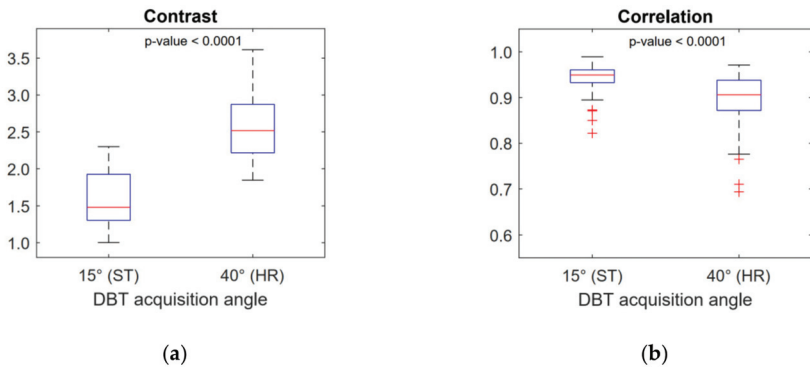 Contrast
p-value < 0.0001
3.5
3.0
2.5
2.0
1.5
1.0
15° (ST)
40° (HR)
DBT acquisition angle
(a)
Correlation
p-value < 0.0001
1.0
0.9
0.8
0.7
0.6
15° (ST)
40° (HR)
DBT acquisition angle
(b)